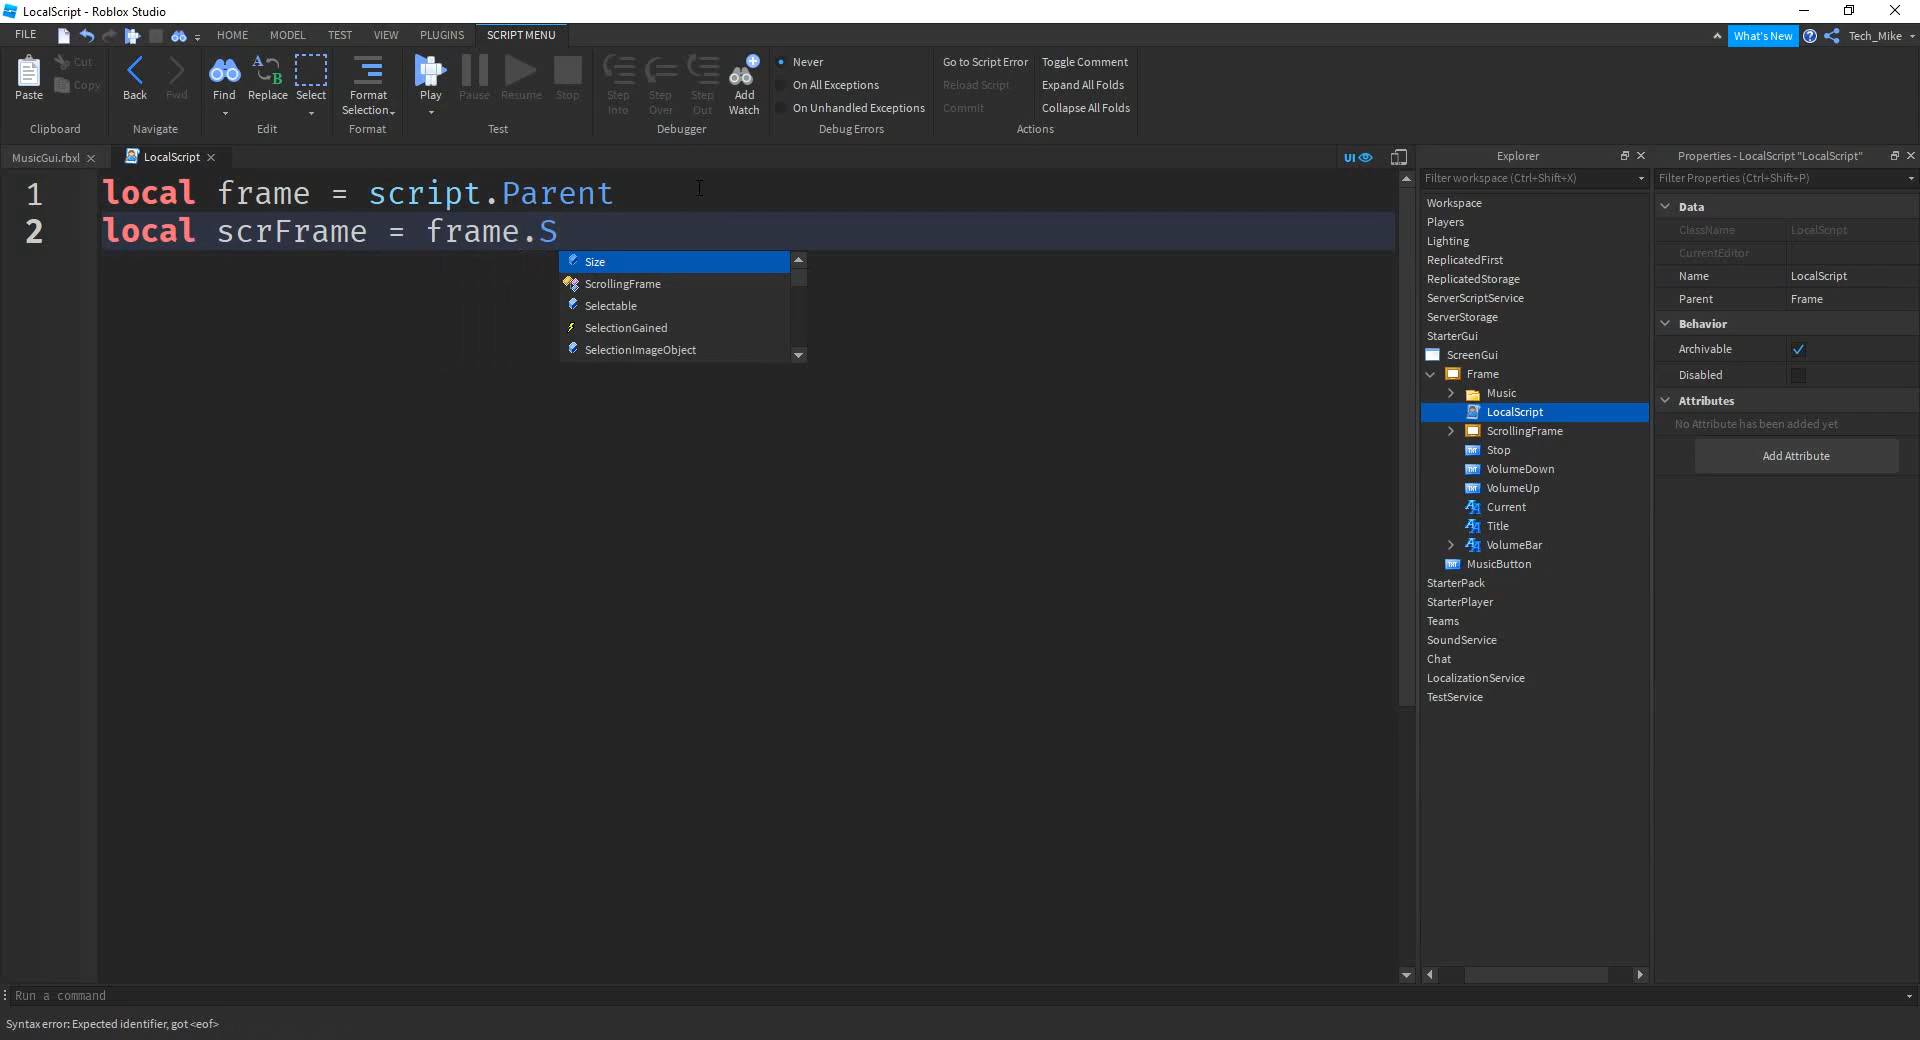 LocalScript - Roblox Studio
FILE HOME MODEL TEST VIEW PLUGINS SCRIPT MENU What's New Tech_Mike
Paste Cut Copy Clipboard
Back Fwd Navigate
Find Replace Select Edit
Format Selection Format
Play Pause Resume Stop Test
Step Into Step Over Step Out Add Watch Debugger
Never
On All Exceptions
On Unhandled Exceptions
Debug Errors
Go to Script Error Toggle Comment
Reload Script Expand All Folds
Commit Collapse All Folds
Actions
MusicGui.rbxl LocalScript UI
1 local frame = script.Parent
2 local scrFrame = frame.S
Size
ScrollingFrame
Selectable
SelectionGained
SelectionImageObject
Explorer
Filter workspace (Ctrl+Shift+X)
Workspace
Players
Lighting
ReplicatedFirst
ReplicatedStorage
ServerScriptService
ServerStorage
StarterGui
ScreenGui
Frame
Music
LocalScript
ScrollingFrame
Stop
VolumeDown
VolumeUp
Current
Title
VolumeBar
MusicButton
StarterPack
StarterPlayer
Teams
SoundService
Chat
LocalizationService
TestService
Properties - LocalScript "LocalScript"
Filter Properties (Ctrl+Shift+P)
Data
ClassName LocalScript
CurrentEditor
Name LocalScript
Parent Frame
Behavior
Archivable
Disabled
Attributes
No Attribute has been added yet
Add Attribute
Run a command
Syntax error: Expected identifier, got <eof>